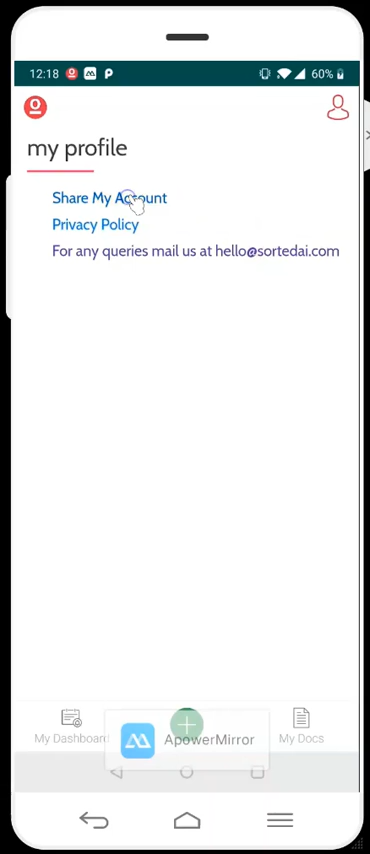 12:18
60%
my profile
Share My Account
Privacy Policy
For any queries mail us at hello@sortedai.com
My Dashboard
ApowerMirror
My Docs